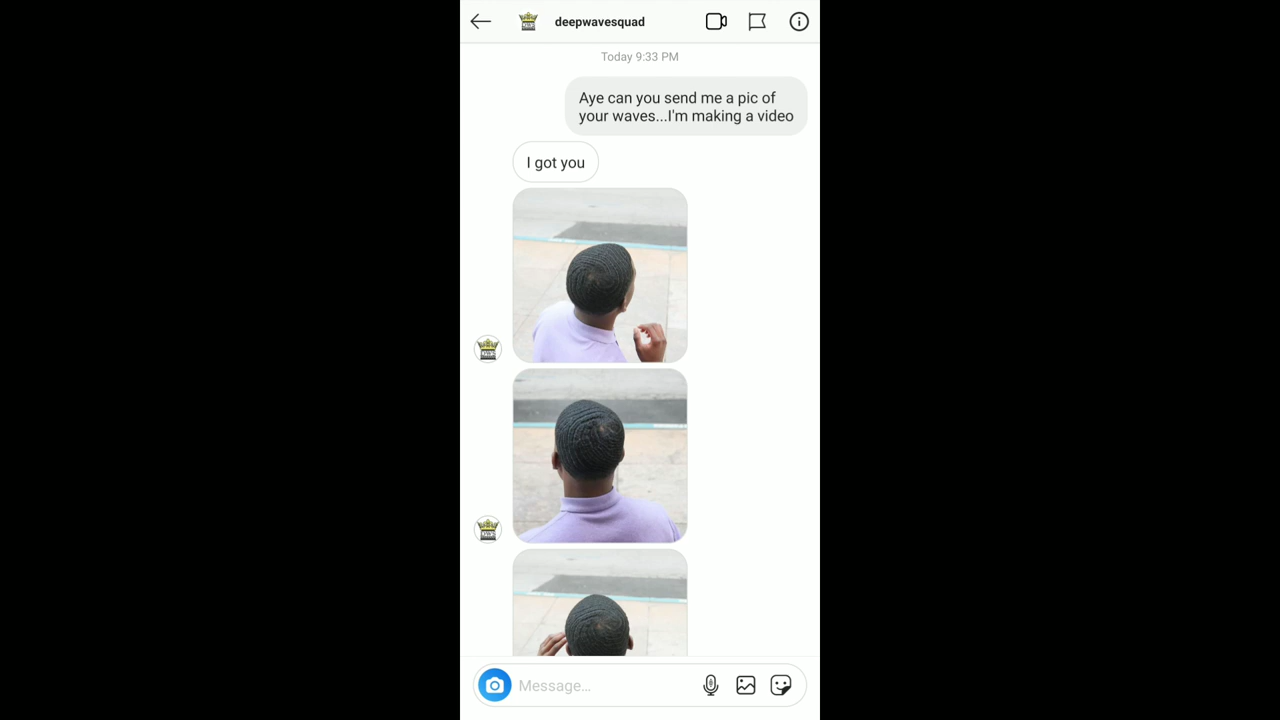 deepwavesquad
Today 9:33 PM
Aye can you send me a pic of
your waves...I'm making a video
I got you
Message...